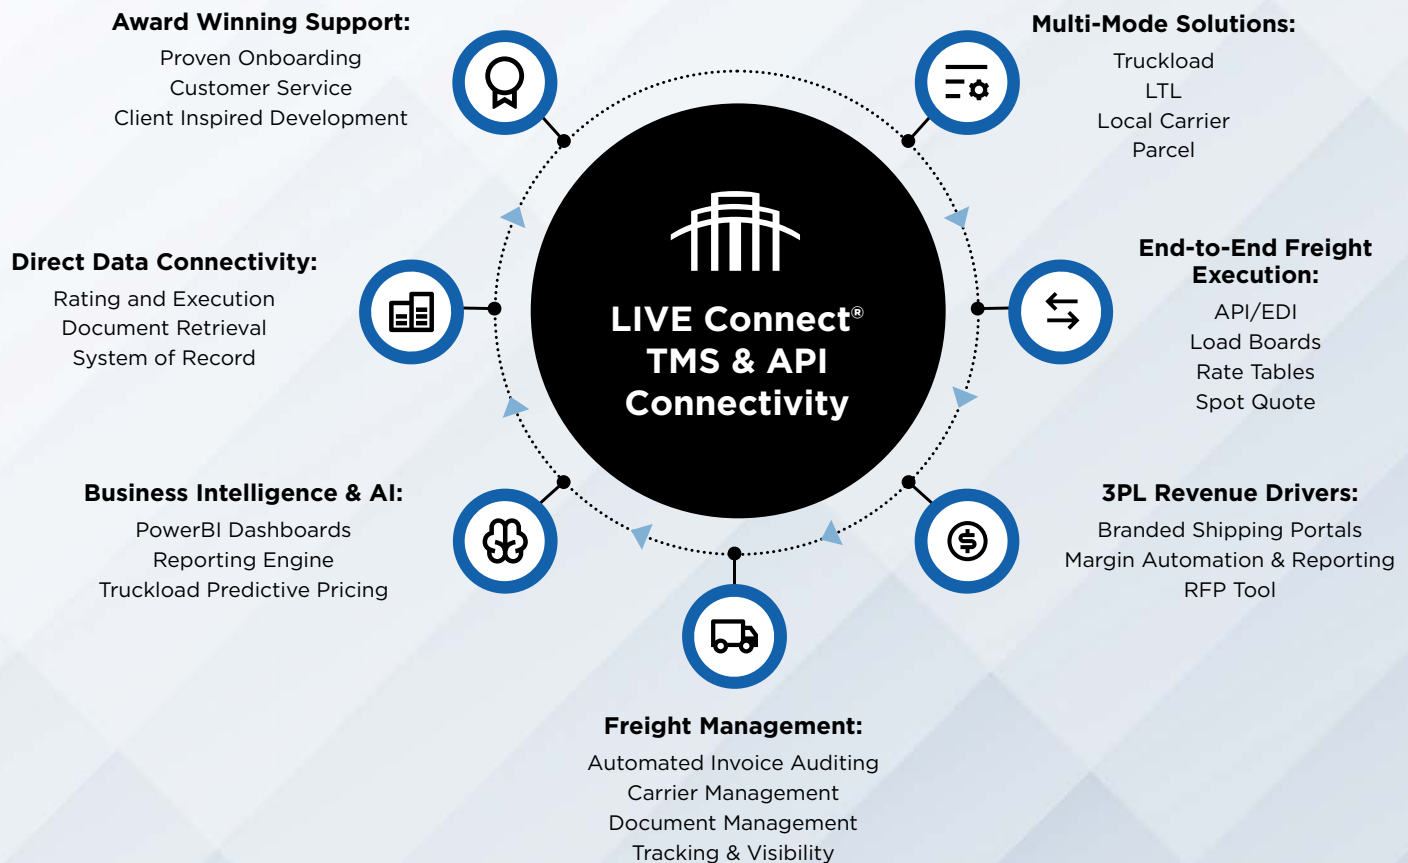 Award Winning Support:
Proven Onboarding
Customer Service
Client Inspired Development
Multi-Mode Solutions:
Truckload
LTL
Local Carrier
Parcel
LIVE Connect®
TMS & API
Connectivity
Direct Data Connectivity:
Rating and Execution
Document Retrieval
System of Record
End-to-End Freight
Execution:
API/EDI
Load Boards
Rate Tables
Spot Quote
Business Intelligence & AI:
PowerBI Dashboards
Reporting Engine
Truckload Predictive Pricing
3PL Revenue Drivers:
Branded Shipping Portals
Margin Automation & Reporting
RFP Tool
Freight Management:
Automated Invoice Auditing
Carrier Management
Document Management
Tracking & Visibility